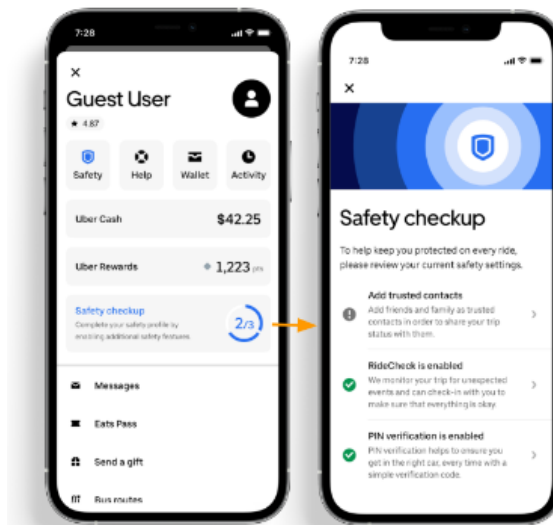 7:28
Guest User
★ 4.87
Safety
Help
Wallet
Activity
Uber Cash
$42.25
Uber Rewards
1,223 pts
Safety checkup
Complete your safety profile by
enabling additional safety features
2/3
Messages
Eats Pass
Send a gift
Bus routes
7:28
Safety checkup
To help keep you protected on every ride,
please review your current safety settings.
Add trusted contacts
Add friends and family as trusted
contacts in order to share your trip
status with them.
RideCheck is enabled
We monitor your trip for unexpected
events and can check-in with you to
make sure that everything is okay.
PIN verification is enabled
PIN verification helps to ensure you
get in the right car, every time with a
simple verification code.